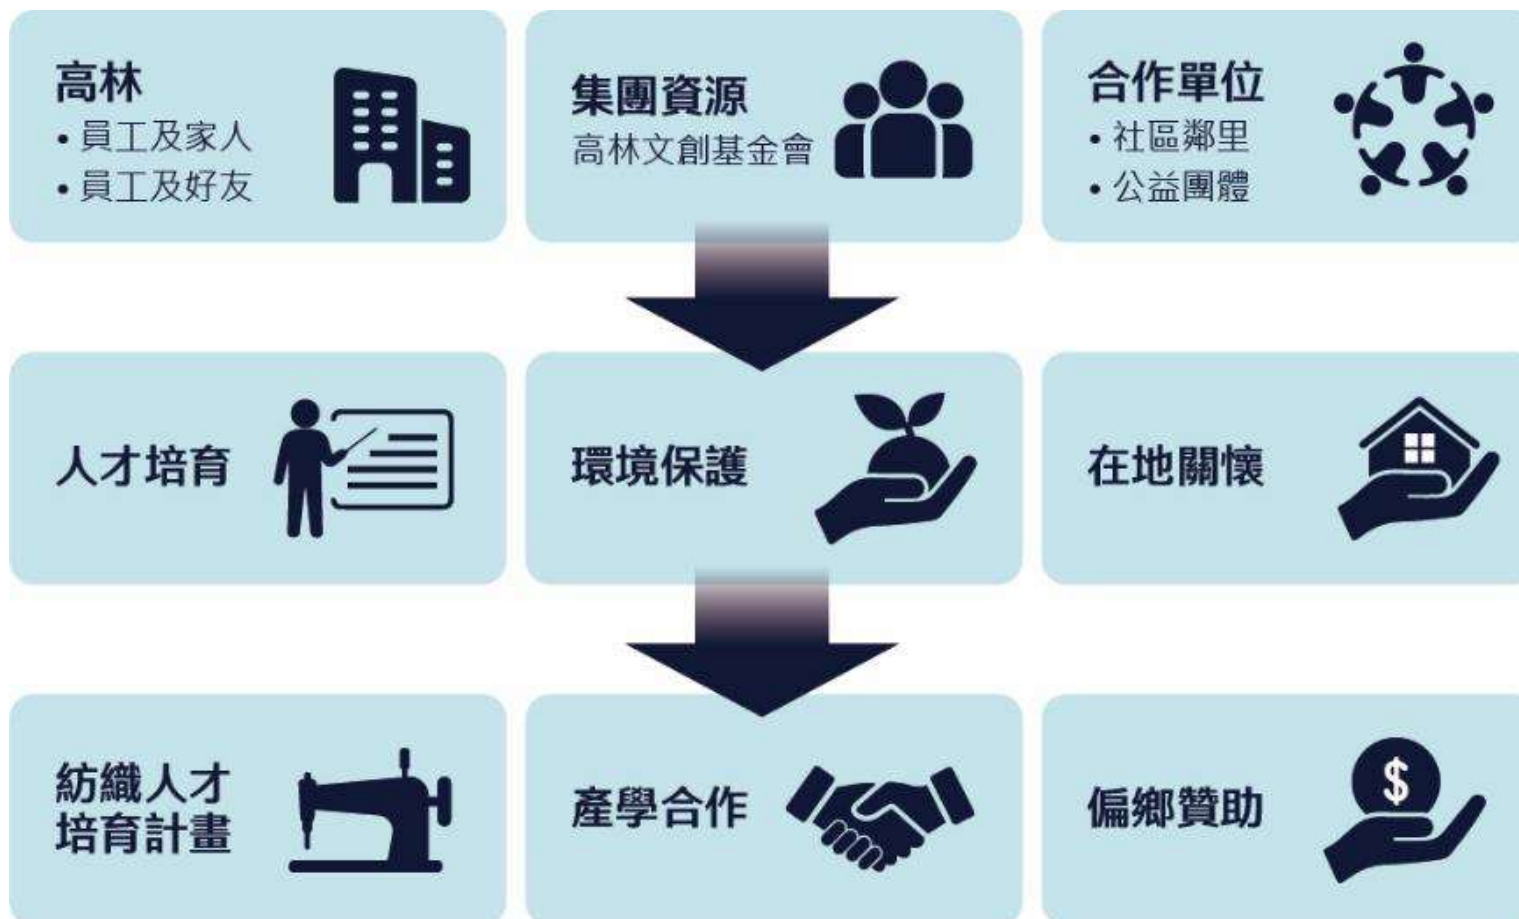 高林
• 員工及家人
• 員工及好友
集團資源
高林文創基金會
合作單位
• 社區鄰里
• 公益團體
人才培育
環境保護
在地關懷
紡織人才
培育計畫
產學合作
偏鄉贊助
$